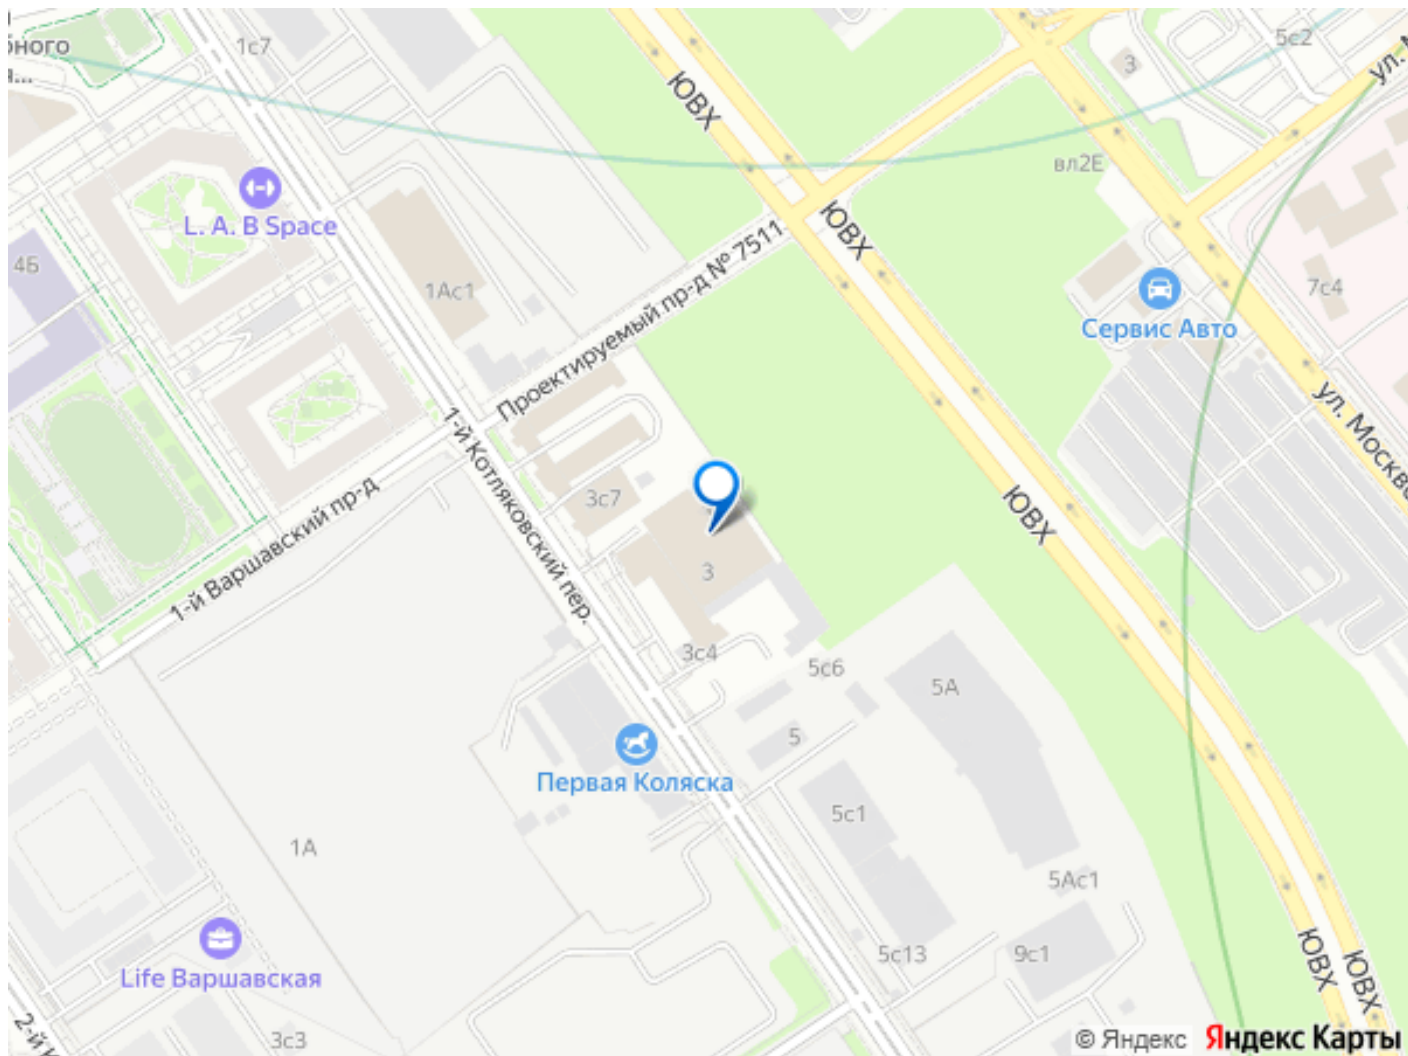 1с7
5с2
3
ЮВХ
вл2Е
L. A. B Space
ЮВХ
4Б
1Ас1
Проектируемый пр-д № 7511
7с4
Сервис Авто
1-й Котляковский пер.
1-й Варшавский пр-д
3с7
ЮВХ
3
3с4
5с6
5А
5
Первая Коляска
5с1
1А
5Ас1
5с13
9с1
Life Варшавская
ЮВХ
ЮВХ
3с3
© Яндекс Яндекс Карты